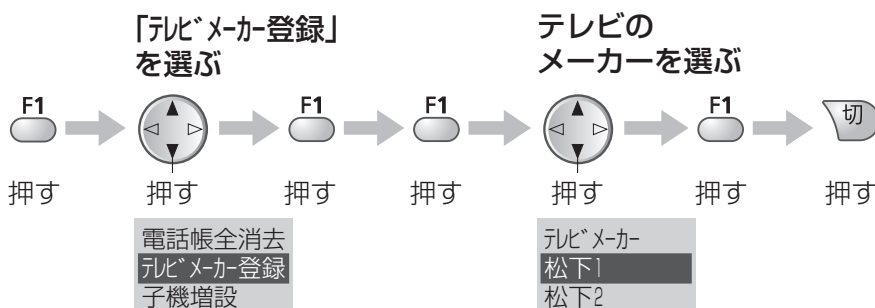 「ﾃﾚﾋﾞﾒｰｶｰ登録」
を選ぶ
テレビの
メーカーを選ぶ
F1
F1
F1
F1
切
押す
押す
押す
押す
押す
押す
押す
電話帳全消去
ﾃﾚﾋﾞﾒｰｶｰ登録
子機増設
ﾃﾚﾋﾞﾒｰｶｰ
松下1
松下2